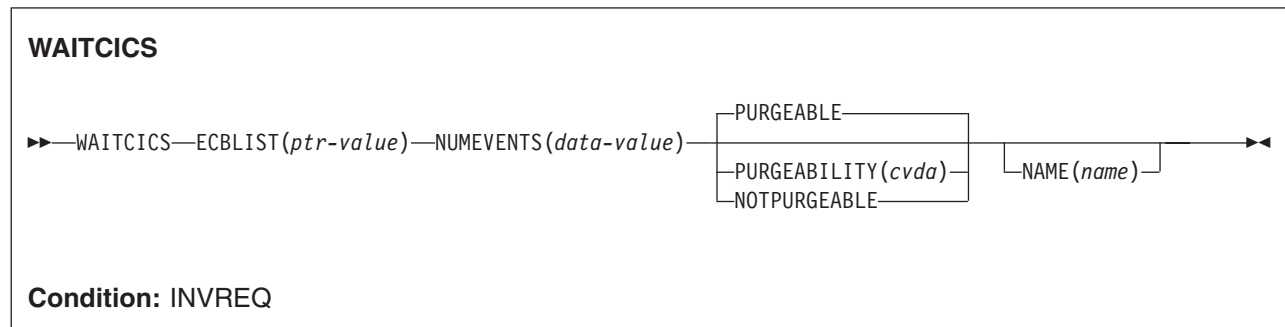 WAITCICS
PURGEABLE
WAITCICS ECBLIST(ptr-value) NUMEVENTS(data-value)
PURGEABILITY(cvda) NAME(name)
NOTPURGEABLE
Condition: INVREQ